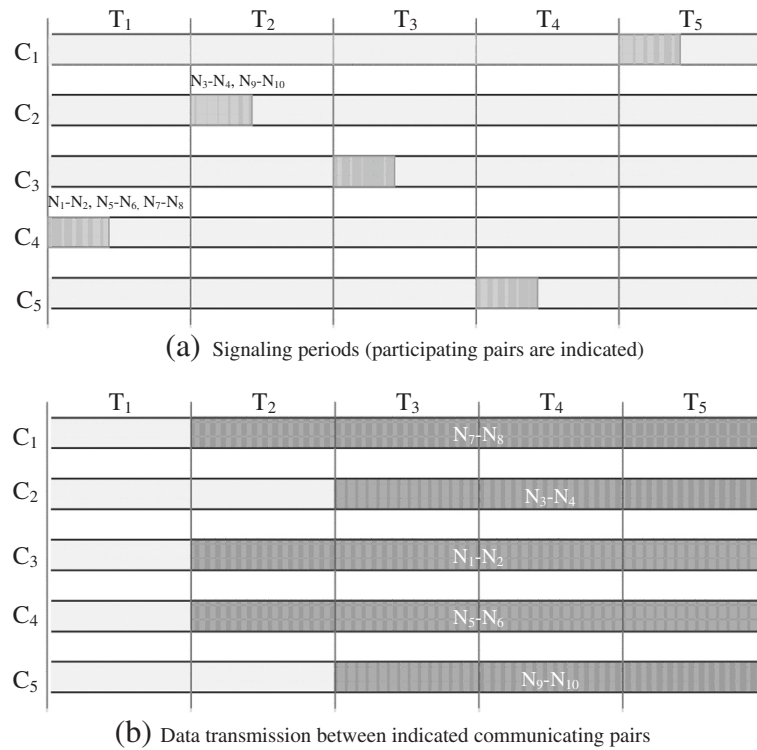 T₁ T₂ T₃ T₄ T₅
C₁
N₃-N₄, N₉-N₁₀
C₂
C₃
N₁-N₂, N₅-N₆, N₇-N₈
C₄
C₅
(a) Signaling periods (participating pairs are indicated)
T₁ T₂ T₃ T₄ T₅
C₁ N₇-N₈
C₂ N₃-N₄
C₃ N₁-N₂
C₄ N₅-N₆
C₅ N₉-N₁₀
(b) Data transmission between indicated communicating pairs